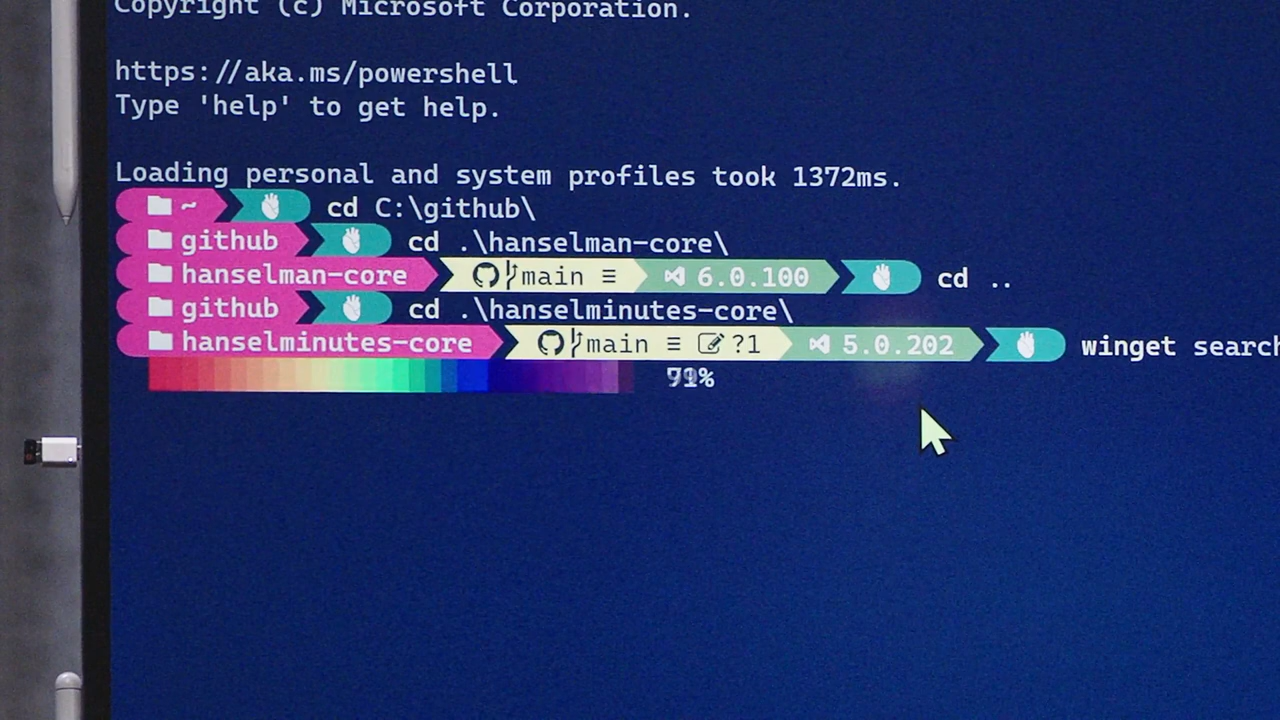 Copyright (c) Microsoft Corporation.
https://aka.ms/powershell
Type 'help' to get help.
Loading personal and system profiles took 1372ms.
~ cd C:\github\
github cd .\hanselman-core\
hanselman-core main ≡ 6.0.100 cd ..
github cd .\hanselminutes-core\
hanselminutes-core main ≡ ?1 5.0.202 winget search